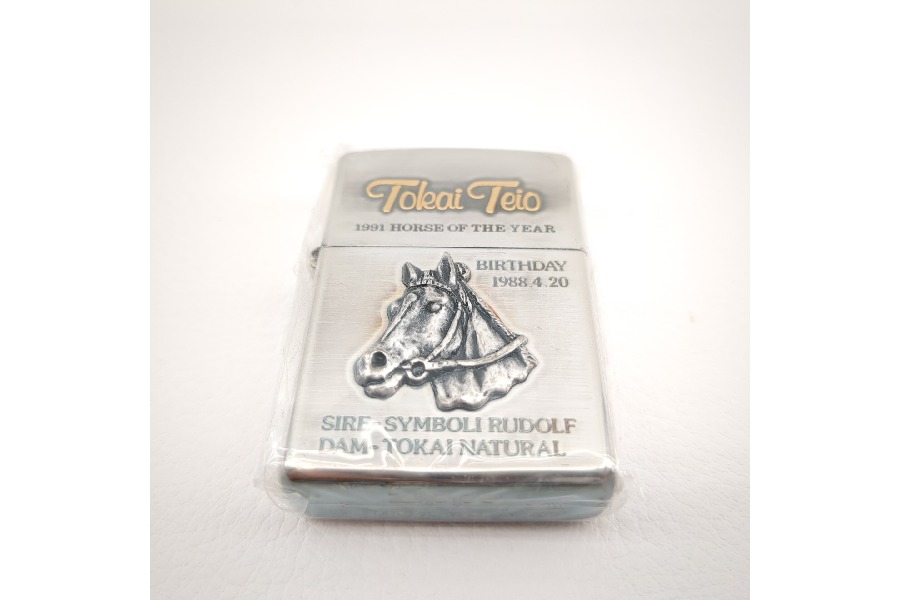 Tokai Teio
1991 HORSE OF THE YEAR
BIRTHDAY
1988.4.20
SIRE-SYMBOLI RUDOLF
DAM-TOKAI NATURAL